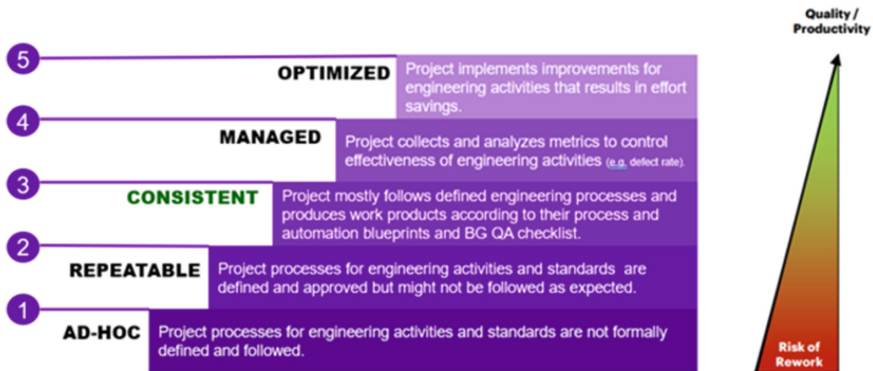 Quality /
Productivity
5
OPTIMIZED
Project implements improvements for
engineering activities that results in effort
savings.
4
MANAGED
Project collects and analyzes metrics to control
effectiveness of engineering activities (e.g. defect rate).
3
CONSISTENT
Project mostly follows defined engineering processes and
produces work products according to their process and
automation blueprints and BG QA checklist.
2
REPEATABLE
Project processes for engineering activities and standards are
defined and approved but might not be followed as expected.
1
AD-HOC
Project processes for engineering activities and standards are not formally
defined and followed.
Risk of
Rework